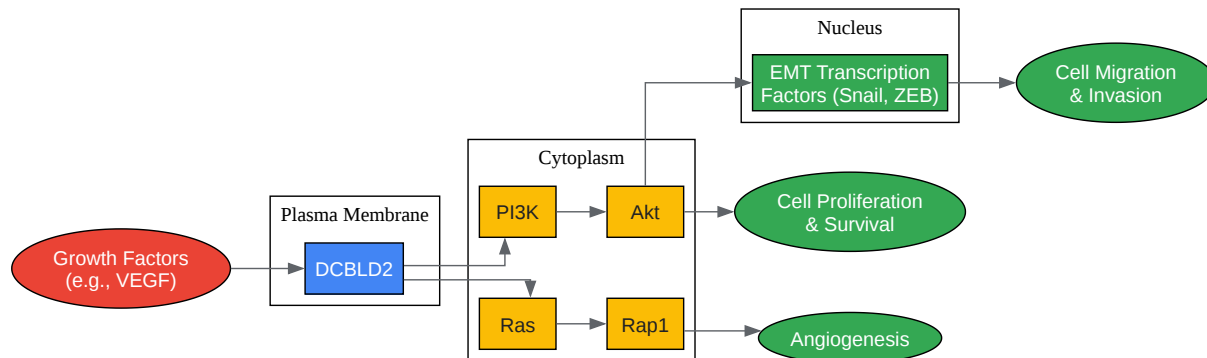 Nucleus
EMT Transcription
Factors (Snail, ZEB)
Cell Migration
& Invasion
Cytoplasm
PI3K
Akt
Cell Proliferation
& Survival
Plasma Membrane
DCBLD2
Growth Factors
(e.g., VEGF)
Ras
Rap1
Angiogenesis